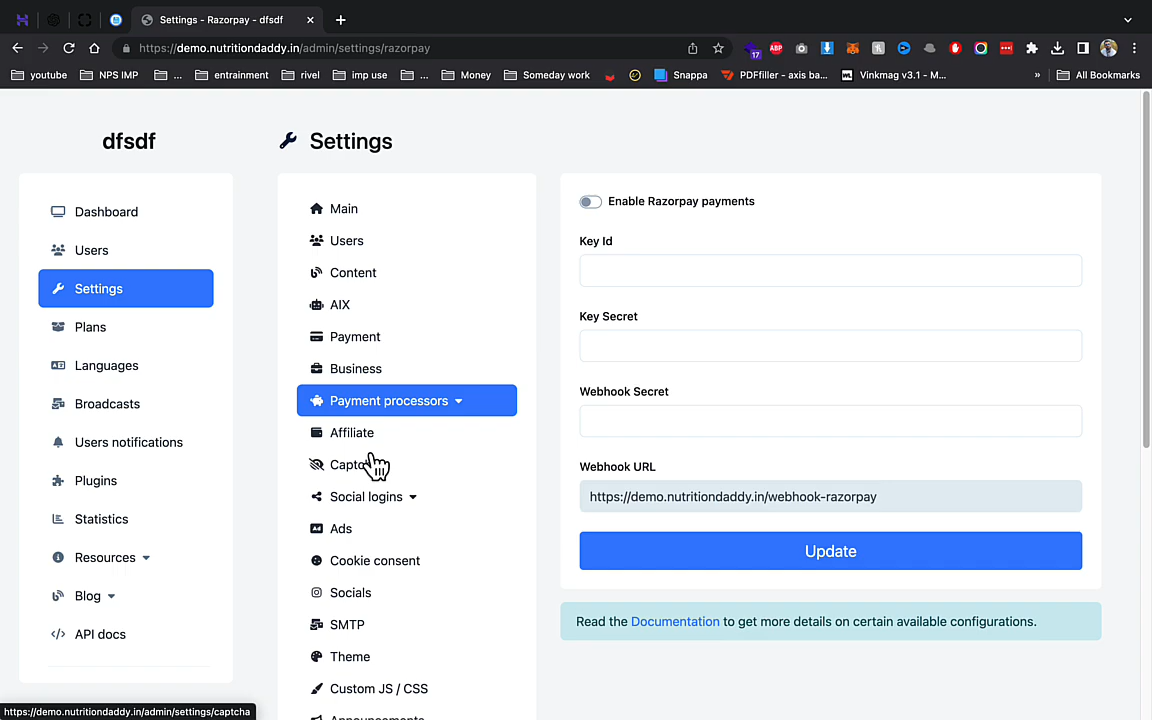 Settings - Razorpay - dfsdf
https://demo.nutritiondaddy.in/admin/settings/razorpay
17
ABP
youtube
NPS IMP
...
entrainment
rivel
imp use
...
Money
Someday work
Snappa
PDFfiller - axis ba...
Vinkmag v3.1 - M...
»
All Bookmarks
dfsdf
Dashboard
Users
Settings
Plans
Languages
Broadcasts
Users notifications
Plugins
Statistics
Resources
Blog
API docs
Settings
Main
Users
Content
AIX
Payment
Business
Payment processors
Affiliate
Social logins
Ads
Cookie consent
Socials
SMTP
Theme
Custom JS / CSS
Announcements
Enable Razorpay payments
Key Id
Key Secret
Webhook Secret
Webhook URL
https://demo.nutritiondaddy.in/webhook-razorpay
Update
Read the Documentation to get more details on certain available configurations.
https://demo.nutritiondaddy.in/admin/settings/captcha